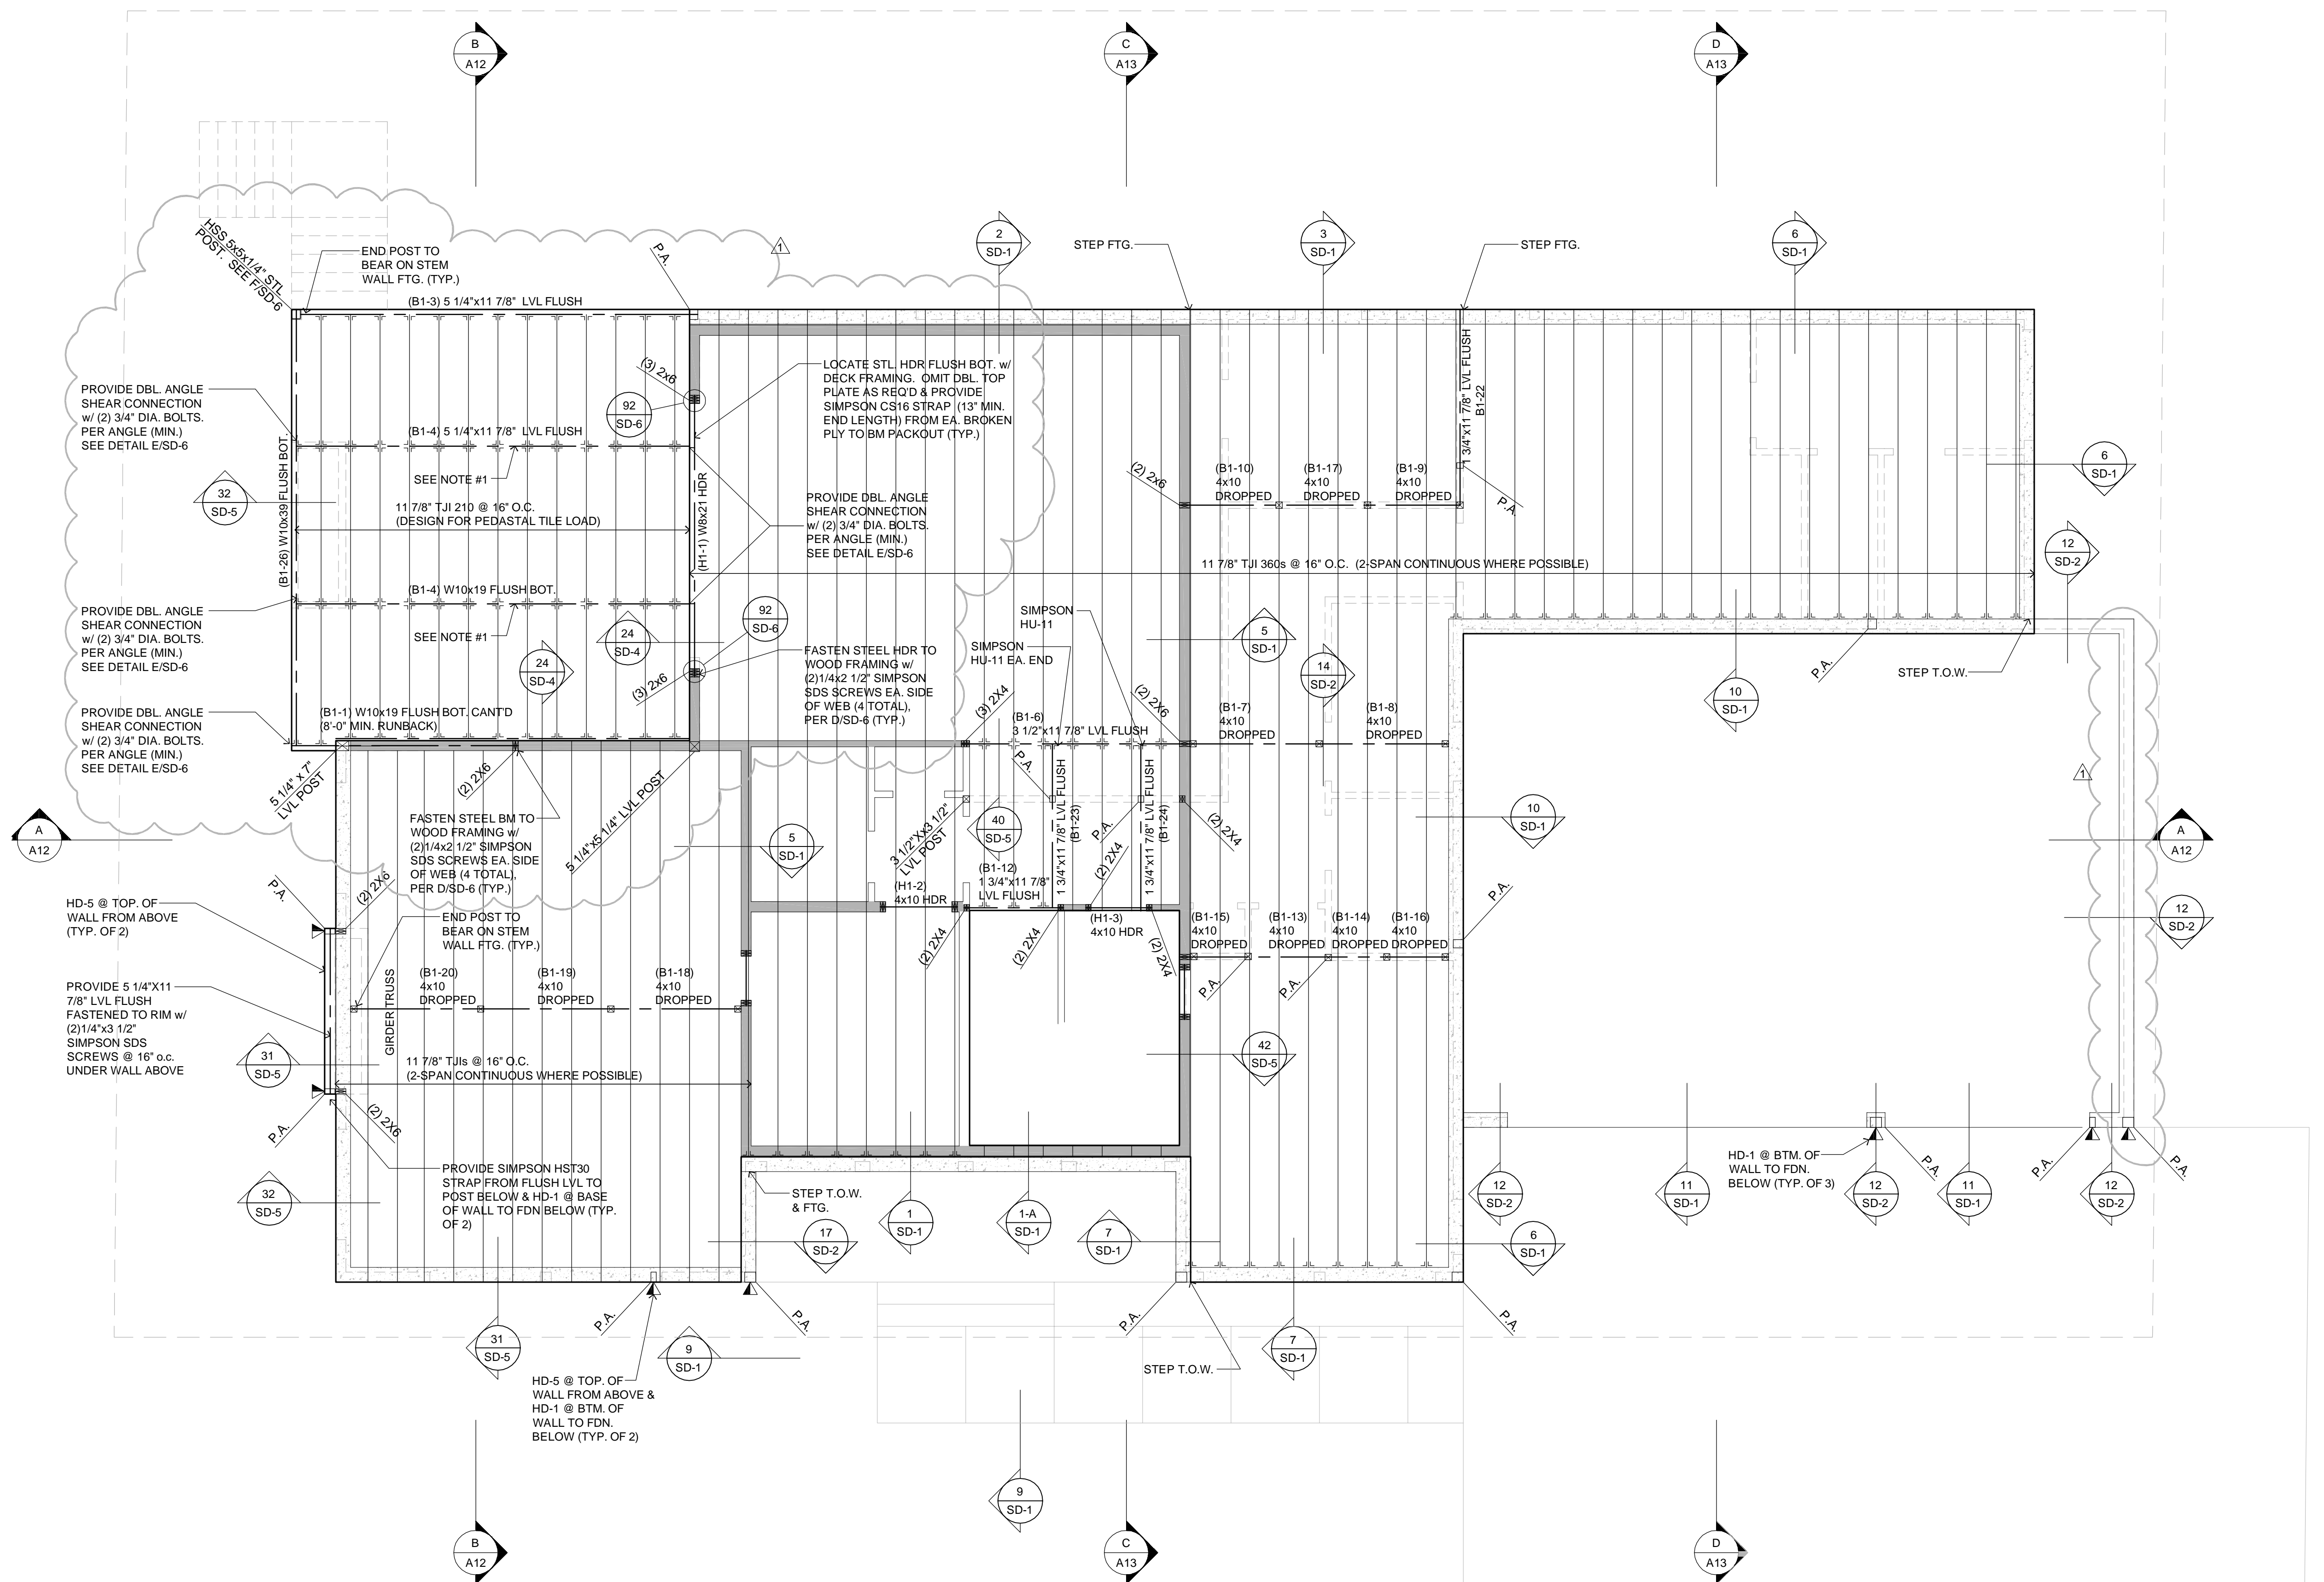 B
A12
C
A13
D
A13
HSS 5x5x1/4" STL
POST. SEE F/SD-6
END POST TO
BEAR ON STEM
WALL FTG. (TYP.)
P.A.
1
2
SD-1
STEP FTG.
3
SD-1
STEP FTG.
6
SD-1
(B1-3) 5 1/4"x11 7/8" LVL FLUSH
PROVIDE DBL. ANGLE
SHEAR CONNECTION
w/ (2) 3/4" DIA. BOLTS.
PER ANGLE (MIN.)
SEE DETAIL E/SD-6
(3) 2x6
92
SD-6
LOCATE STL. HDR FLUSH BOT. w/
DECK FRAMING. OMIT DBL. TOP
PLATE AS REQ'D & PROVIDE
SIMPSON CS16 STRAP (13" MIN.
END LENGTH) FROM EA. BROKEN
PLY TO BM PACKOUT (TYP.)
1 3/4"x11 7/8" LVL FLUSH
B1-22
(B1-4) 5 1/4"x11 7/8" LVL FLUSH
SEE NOTE #1
32
SD-5
(B1-26) W10x39 FLUSH BOT.
11 7/8" TJI 210 @ 16" O.C.
(DESIGN FOR PEDASTAL TILE LOAD)
(H1-1) W8x21 HDR
PROVIDE DBL. ANGLE
SHEAR CONNECTION
w/ (2) 3/4" DIA. BOLTS.
PER ANGLE (MIN.)
SEE DETAIL E/SD-6
(2) 2x6
(B1-10)
4x10
DROPPED
(B1-17)
4x10
DROPPED
(B1-9)
4x10
DROPPED
P.A.
6
SD-1
12
SD-2
11 7/8" TJI 360s @ 16" O.C. (2-SPAN CONTINUOUS WHERE POSSIBLE)
(B1-4) W10x19 FLUSH BOT.
SEE NOTE #1
PROVIDE DBL. ANGLE
SHEAR CONNECTION
w/ (2) 3/4" DIA. BOLTS.
PER ANGLE (MIN.)
SEE DETAIL E/SD-6
24
SD-4
24
SD-4
92
SD-6
(3) 2x6
FASTEN STEEL HDR TO
WOOD FRAMING w/
(2)1/4x2 1/2" SIMPSON
SDS SCREWS EA. SIDE
OF WEB (4 TOTAL),
PER D/SD-6 (TYP.)
SIMPSON
HU-11
SIMPSON
HU-11 EA. END
5
SD-1
14
SD-2
P.A.
10
SD-1
STEP T.O.W.
PROVIDE DBL. ANGLE
SHEAR CONNECTION
w/ (2) 3/4" DIA. BOLTS.
PER ANGLE (MIN.)
SEE DETAIL E/SD-6
(B1-1) W10x19 FLUSH BOT. CANT'D
(8'-0" MIN. RUNBACK)
(3) 2X4
(B1-6)
3 1/2"x11 7/8" LVL FLUSH
(2) 2X6
(B1-7)
4x10
DROPPED
(B1-8)
4x10
DROPPED
5 1/4" x 7"
LVL POST
(2) 2X6
5 1/4"x5 1/4" LVL POST
P.A.
1 3/4"x11 7/8" LVL FLUSH
(B1-23)
1 3/4"x11 7/8" LVL FLUSH
(B1-24)
1
A
A12
FASTEN STEEL BM TO
WOOD FRAMING w/
(2)1/4x2 1/2" SIMPSON
SDS SCREWS EA. SIDE
OF WEB (4 TOTAL),
PER D/SD-6 (TYP.)
5
SD-1
3 1/2"Xx3 1/2"
LVL POST
40
SD-5
P.A.
(2) 2X4
(2) 2X4
10
SD-1
A
A12
(B1-12)
1 3/4"x11 7/8"
LVL FLUSH
(H1-2)
4x10 HDR
P.A.
(2) 2X6
HD-5 @ TOP. OF
WALL FROM ABOVE
(TYP. OF 2)
END POST TO
BEAR ON STEM
WALL FTG. (TYP.)
(2) 2X4
(2) 2X4
(H1-3)
4x10 HDR
(2) 2X4
(B1-15)
4x10
DROPPED
(B1-13)
4x10
DROPPED
(B1-14)
4x10
DROPPED
(B1-16)
4x10
DROPPED
P.A.
P.A.
P.A.
12
SD-2
PROVIDE 5 1/4"X11
7/8" LVL FLUSH
FASTENED TO RIM w/
(2)1/4"x3 1/2"
SIMPSON SDS
SCREWS @ 16" o.c.
UNDER WALL ABOVE
GIRDER TRUSS
(B1-20)
4x10
DROPPED
(B1-19)
4x10
DROPPED
(B1-18)
4x10
DROPPED
31
SD-5
11 7/8" TJIs @ 16" O.C.
(2-SPAN CONTINUOUS WHERE POSSIBLE)
42
SD-5
P.A.
(2) 2X6
PROVIDE SIMPSON HST30
STRAP FROM FLUSH LVL TO
POST BELOW & HD-1 @ BASE
OF WALL TO FDN BELOW (TYP.
OF 2)
32
SD-5
STEP T.O.W.
& FTG.
17
SD-2
1
SD-1
1-A
SD-1
7
SD-1
6
SD-1
12
SD-2
11
SD-1
HD-1 @ BTM. OF
WALL TO FDN.
BELOW (TYP. OF 3)
12
SD-2
P.A.
11
SD-1
P.A.
12
SD-2
P.A.
31
SD-5
P.A.
9
SD-1
P.A.
P.A.
7
SD-1
P.A.
STEP T.O.W.
HD-5 @ TOP. OF
WALL FROM ABOVE &
HD-1 @ BTM. OF
WALL TO FDN.
BELOW (TYP. OF 2)
9
SD-1
B
A12
C
A13
D
A13